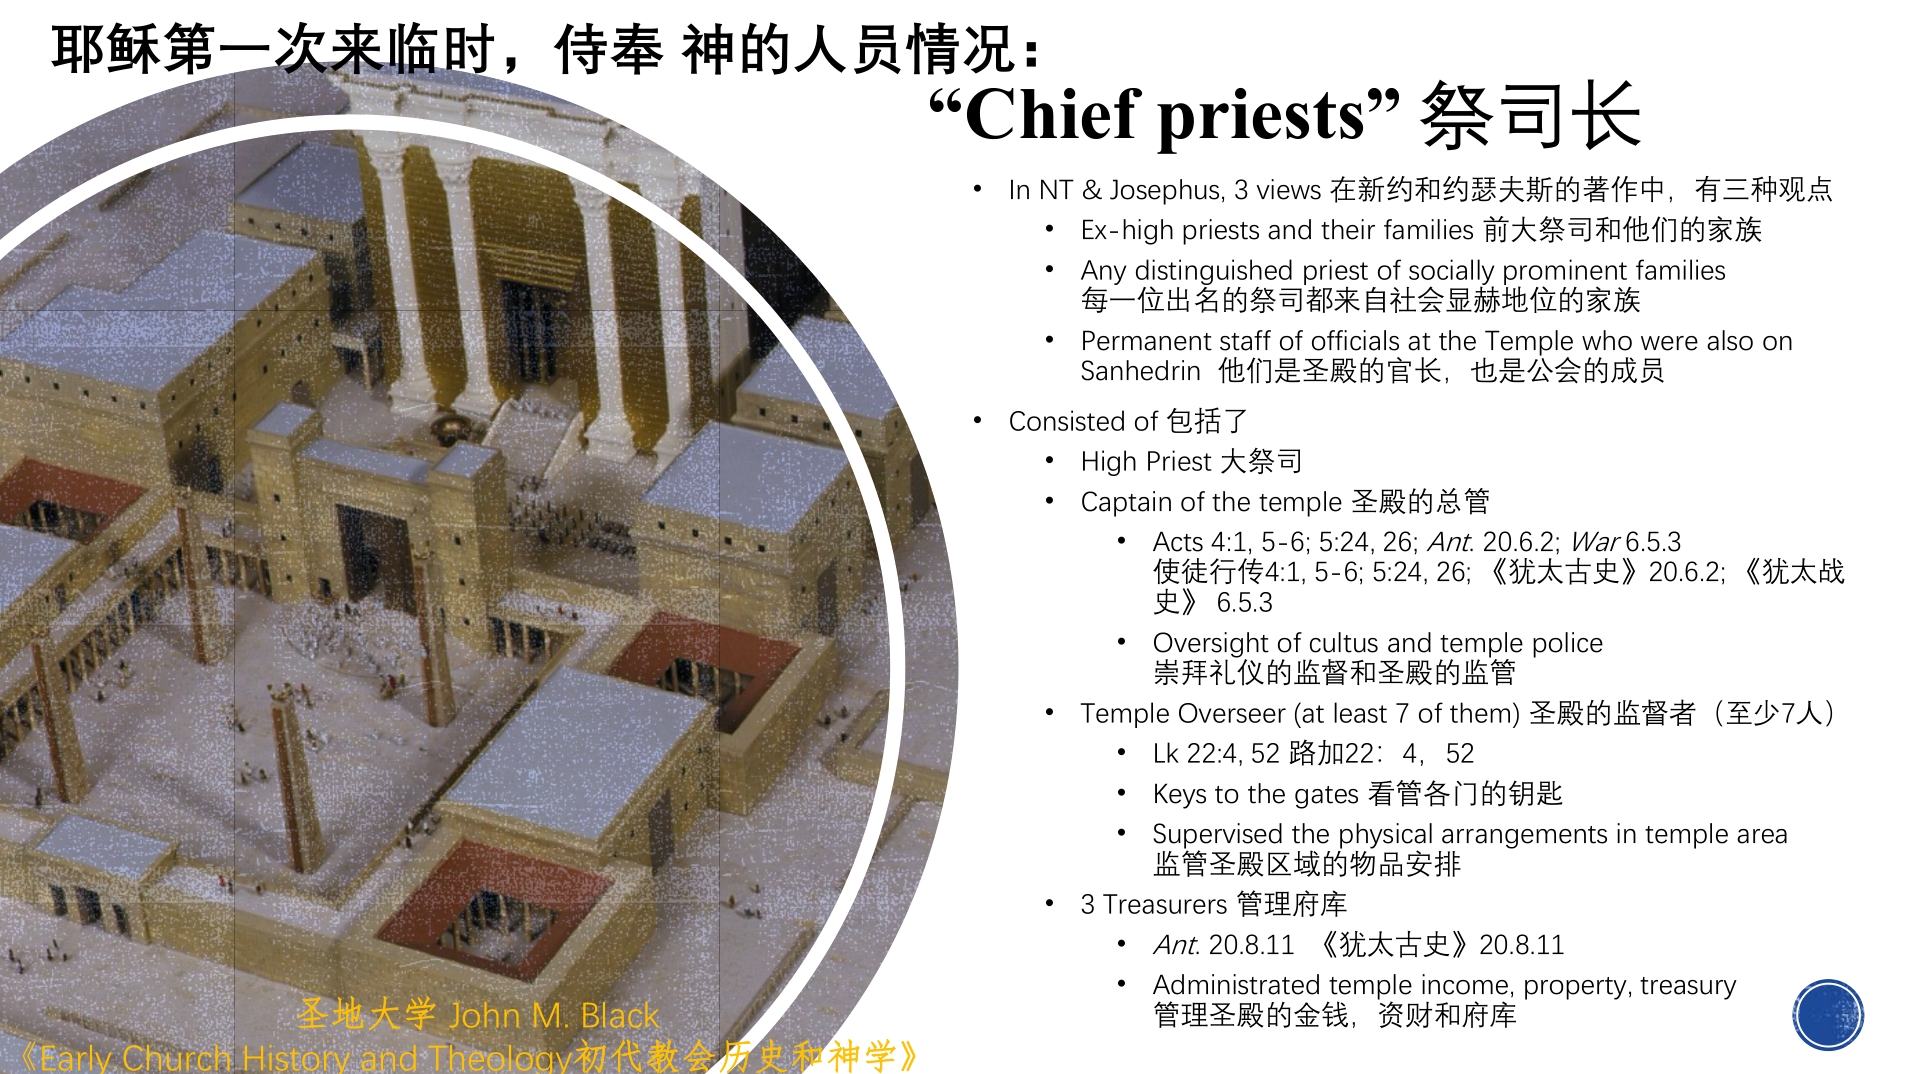 耶稣第一次来临时，侍奉 神的人员情况：
“Chief priests” 祭司长
• In NT & Josephus, 3 views 在新约和约瑟夫斯的著作中，有三种观点
• Ex-high priests and their families 前大祭司和他们的家族
• Any distinguished priest of socially prominent families
每一位出名的祭司都来自社会显赫地位的家族
• Permanent staff of officials at the Temple who were also on
Sanhedrin 他们是圣殿的官长，也是公会的成员
• Consisted of 包括了
• High Priest 大祭司
• Captain of the temple 圣殿的总管
• Acts 4:1, 5-6; 5:24, 26; Ant. 20.6.2; War 6.5.3
使徒行传4:1, 5-6; 5:24, 26; 《犹太古史》20.6.2; 《犹太战
史》 6.5.3
• Oversight of cultus and temple police
崇拜礼仪的监督和圣殿的监管
• Temple Overseer (at least 7 of them) 圣殿的监督者（至少7人）
• Lk 22:4, 52 路加22：4，52
• Keys to the gates 看管各门的钥匙
• Supervised the physical arrangements in temple area
监管圣殿区域的物品安排
• 3 Treasurers 管理府库
• Ant. 20.8.11 《犹太古史》20.8.11
• Administrated temple income, property, treasury
管理圣殿的金钱，资财和府库
圣地大学 John M. Black
《Early Church History and Theology初代教会历史和神学》